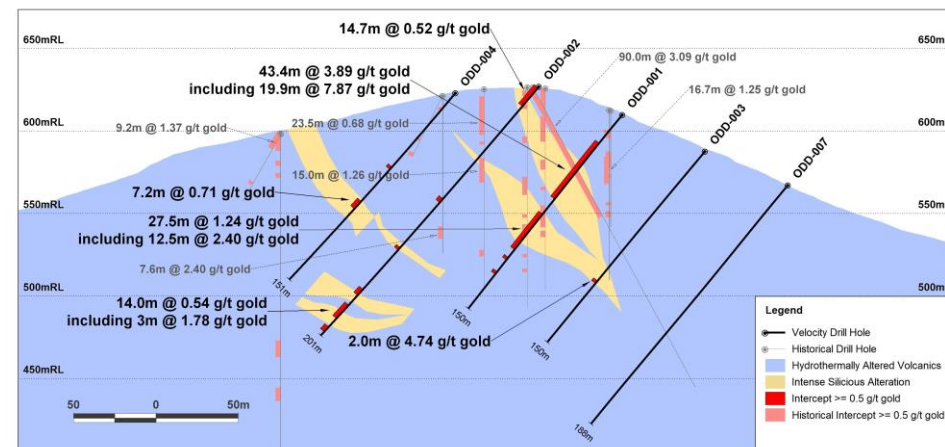 14.7m @ 0.52 g/t gold
ODD-004
ODD-002
650mRL
650mRL
43.4m @ 3.89 g/t gold
including 19.9m @ 7.87 g/t gold
90.0m @ 3.09 g/t gold
ODD-001
16.7m @ 1.25 g/t gold
ODD-003
600mRL
600mRL
9.2m @ 1.37 g/t gold
23.5m @ 0.68 g/t gold
15.0m @ 1.26 g/t gold
ODD-007
7.2m @ 0.71 g/t gold
550mRL
550mRL
27.5m @ 1.24 g/t gold
including 12.5m @ 2.40 g/t gold
7.6m @ 2.40 g/t gold
151m
500mRL
500mRL
14.0m @ 0.54 g/t gold
including 3m @ 1.78 g/t gold
201m
150m
2.0m @ 4.74 g/t gold
150m
450mRL
188m
50
0
50m
Legend
Velocity Drill Hole
Historical Drill Hole
Hydrothermally Altered Volcanics
Intense Silicious Alteration
Intercept >= 0.5 g/t gold
Historical Intercept >= 0.5 g/t gold